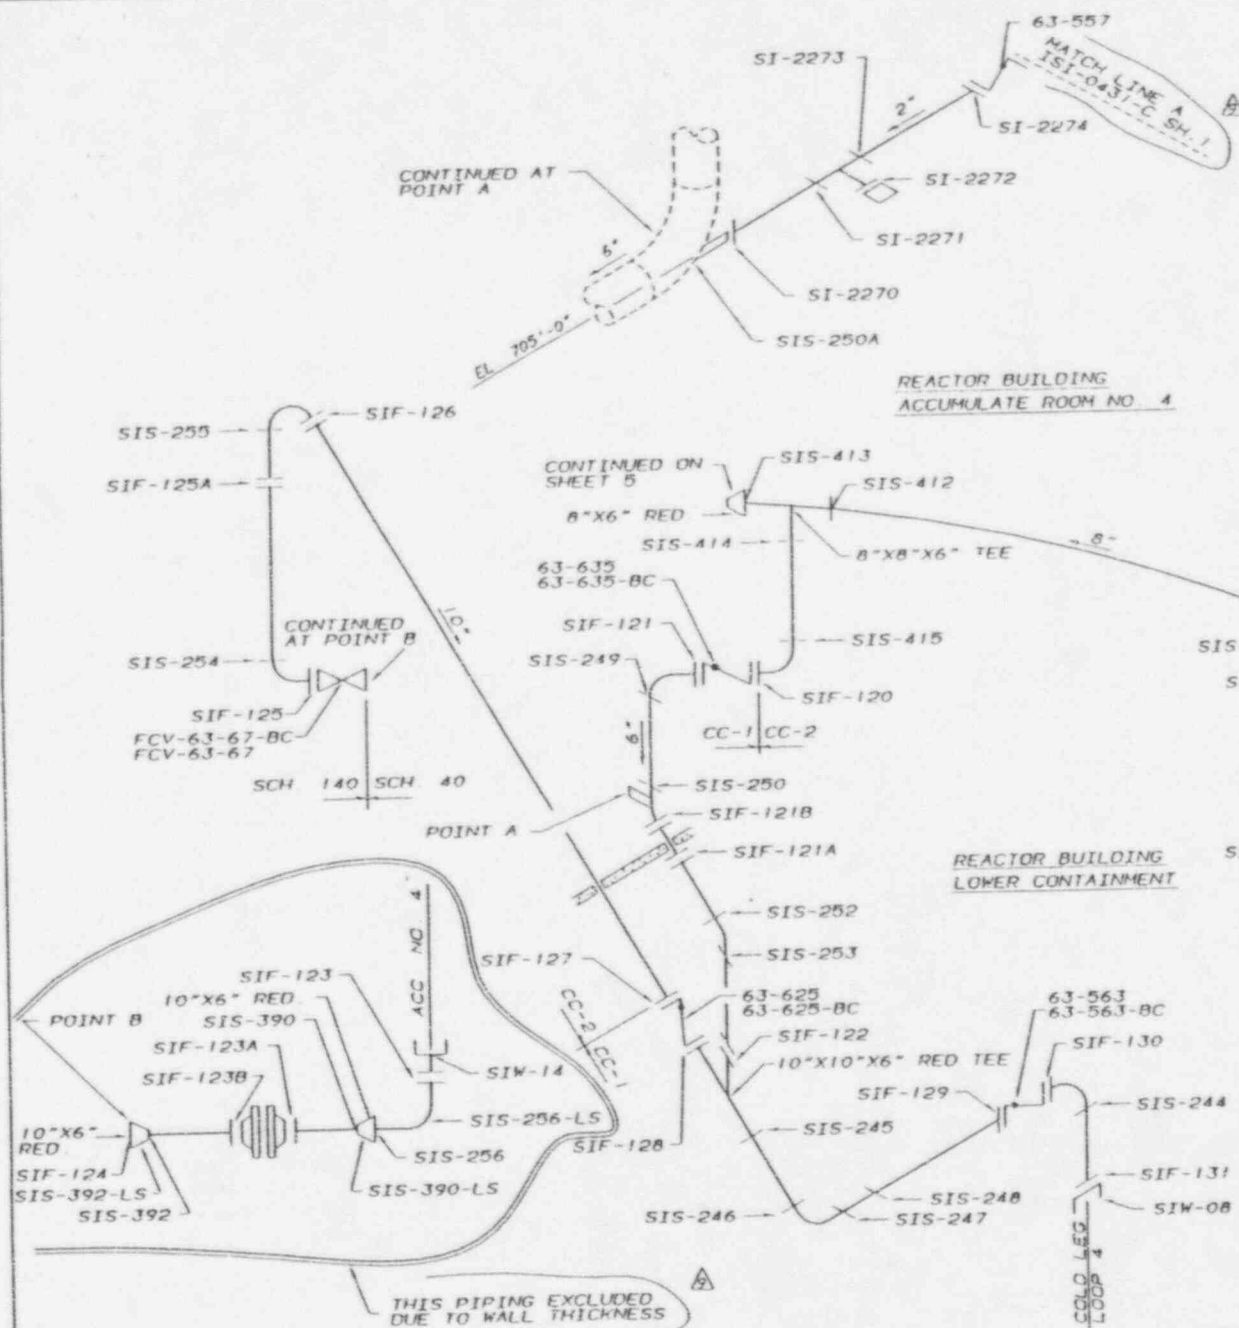 63-557
MATCH LINE A
ISI-0431-C SH. 1
SI-2273
2"
SI-2274
CONTINUED AT
POINT A
SI-2272
SI-2271
6"
SI-2270
SIS-250A
EL 705'-0"
REACTOR BUILDING
ACCUMULATE ROOM NO. 4
SIF-126
SIS-255
SIF-125A
CONTINUED ON
SHEET 5
SIS-413
SIS-412
8"X6" RED
SIS-414
8"X8"X6" TEE
8"
63-635
63-635-BC
10"
CONTINUED
AT POINT B
SIF-121
SIS-415
SIS-254
SIS-249
SIS
SIF-120
SIF-125
FCV-63-67-BC
FCV-63-67
6"
CC-1 CC-2
SCH 140 SCH 40
SIS-250
SIF-121B
POINT A
SIF-121A
REACTOR BUILDING
LOWER CONTAINMENT
SIS-252
SIS-253
ACC NO 4
SIF-123
SIF-127
10"X6" RED
CC-2
CC-1
63-625
63-625-BC
63-563
63-563-BC
POINT B
SIS-390
SIF-122
SIF-130
SIF-123A
SIW-14
10"X10"X6" RED TEE
SIF-123B
SIF-129
SIS-244
10"X6"
RED
SIS-256-LS
SIS-245
SIF-128
SIS-256
SIF-124
SIS-392-LS
SIS-390-LS
SIS-392
SIF-131
SIS-248
SIS-246
SIS-247
SIW-08
COLD LEG
LOOP 4
9
THIS PIPING EXCLUDED
DUE TO WALL THICKNESS